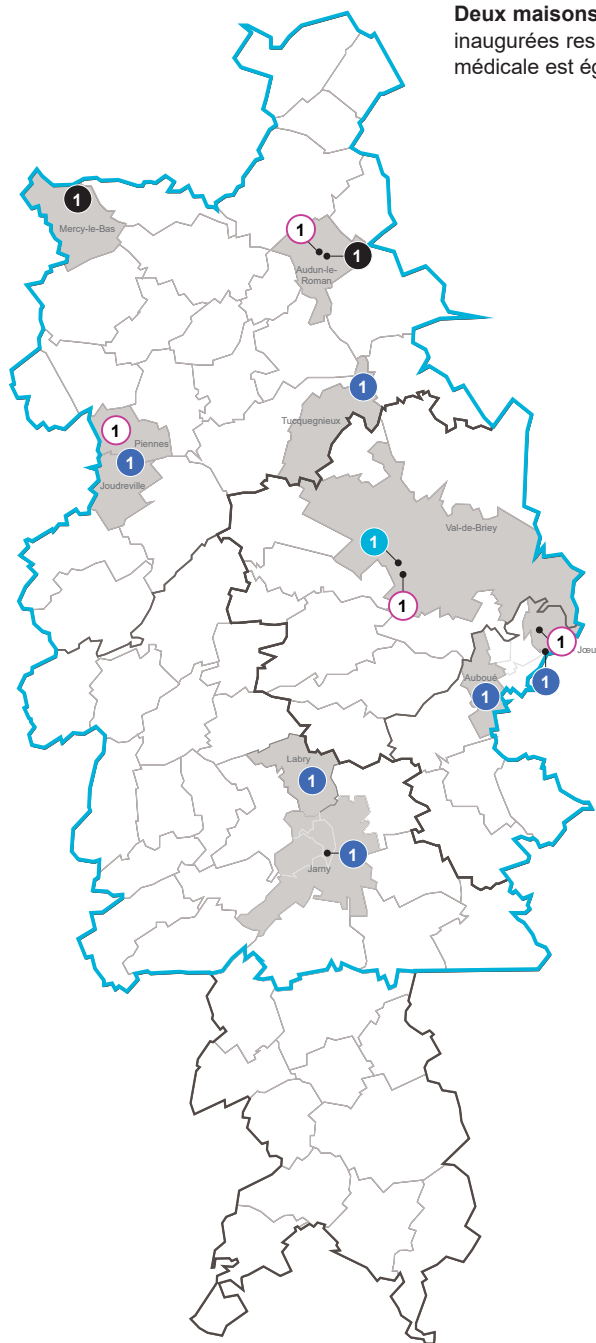 Deux maisons
inaugurées res
médicale est ég
1
Mercy-le-Bas
1
1
Audun-le-
Roman
1
Tucquegnieux
1
Piennes
1
Joudreville
Val-de-Briey
1
1
1
Jœu
Auboué
1
1
Labry
1
1
Jarny